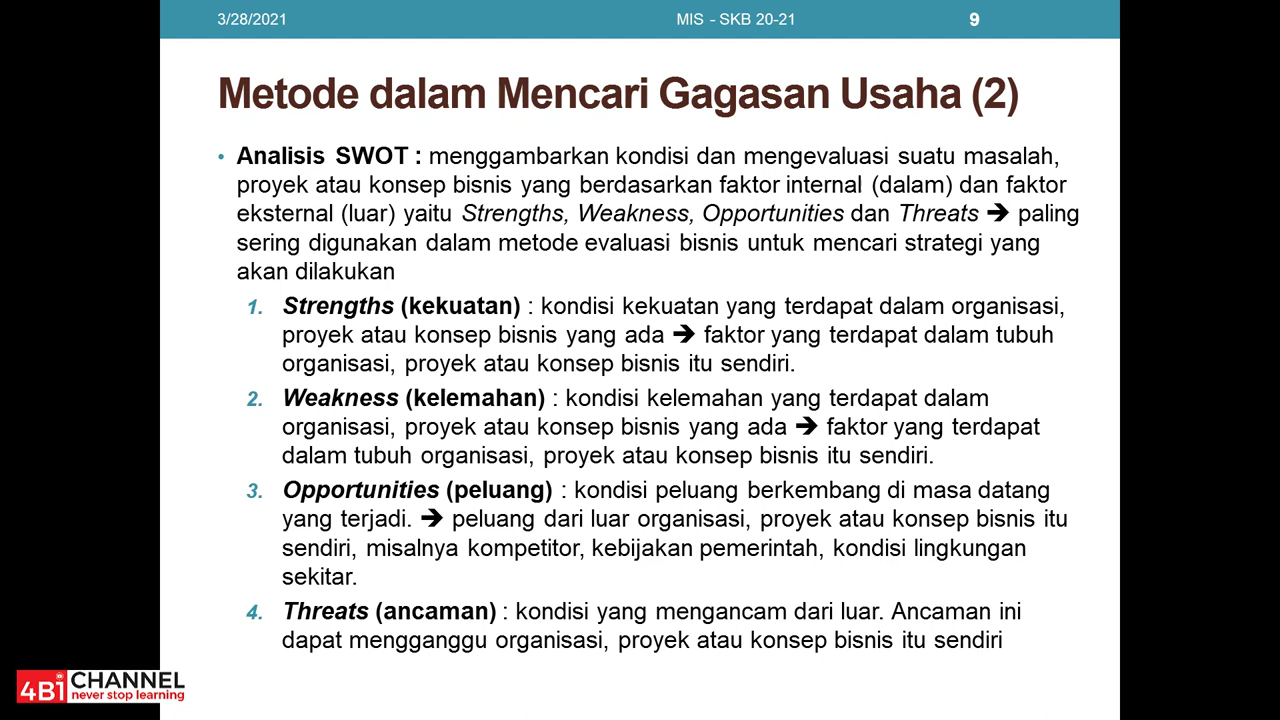 3/28/2021 MIS - SKB 20-21 9
Metode dalam Mencari Gagasan Usaha (2)
• Analisis SWOT : menggambarkan kondisi dan mengevaluasi suatu masalah,
proyek atau konsep bisnis yang berdasarkan faktor internal (dalam) dan faktor
eksternal (luar) yaitu Strengths, Weakness, Opportunities dan Threats ➔ paling
sering digunakan dalam metode evaluasi bisnis untuk mencari strategi yang
akan dilakukan
1. Strengths (kekuatan) : kondisi kekuatan yang terdapat dalam organisasi,
proyek atau konsep bisnis yang ada ➔ faktor yang terdapat dalam tubuh
organisasi, proyek atau konsep bisnis itu sendiri.
2. Weakness (kelemahan) : kondisi kelemahan yang terdapat dalam
organisasi, proyek atau konsep bisnis yang ada ➔ faktor yang terdapat
dalam tubuh organisasi, proyek atau konsep bisnis itu sendiri.
3. Opportunities (peluang) : kondisi peluang berkembang di masa datang
yang terjadi. ➔ peluang dari luar organisasi, proyek atau konsep bisnis itu
sendiri, misalnya kompetitor, kebijakan pemerintah, kondisi lingkungan
sekitar.
4. Threats (ancaman) : kondisi yang mengancam dari luar. Ancaman ini
dapat mengganggu organisasi, proyek atau konsep bisnis itu sendiri
4Bi CHANNEL
never stop learning